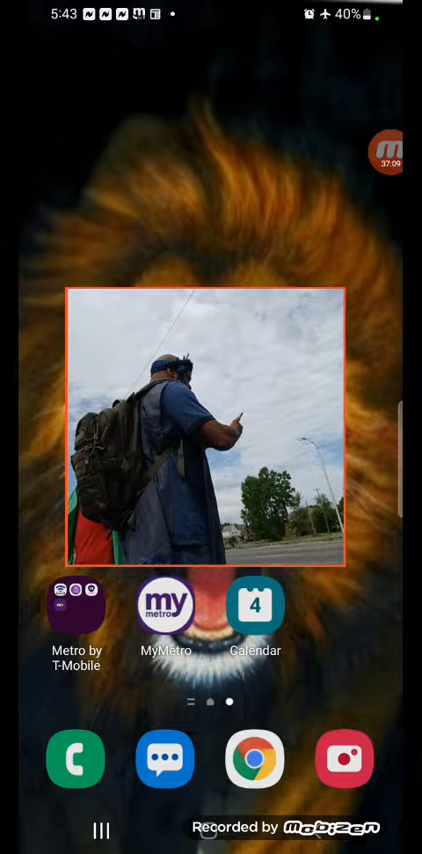 5:43
40%
m
37:09
my
metro
4
Metro by
T-Mobile
MyMetro
Calendar
Recorded by MOBIZEN